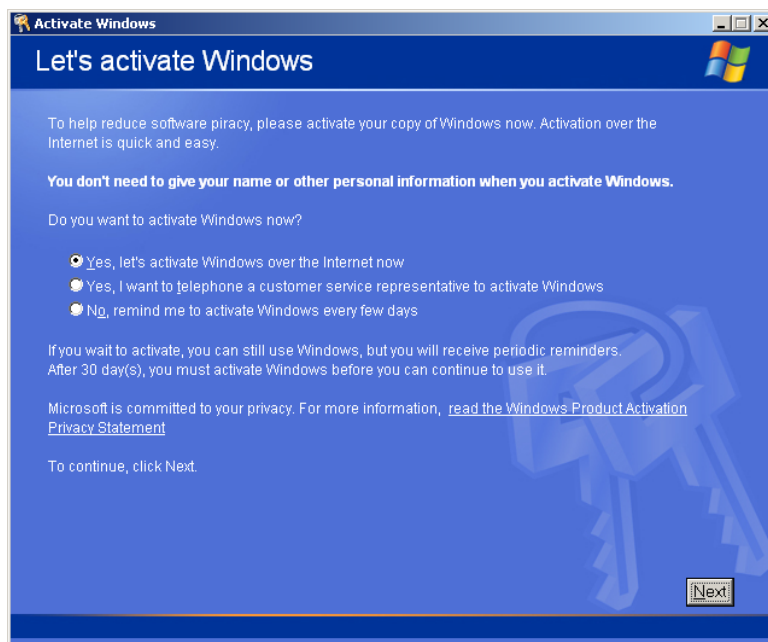 Activate Windows
Let's activate Windows
To help reduce software piracy, please activate your copy of Windows now. Activation over the
Internet is quick and easy.
You don't need to give your name or other personal information when you activate Windows.
Do you want to activate Windows now?
Yes, let's activate Windows over the Internet now
Yes, I want to telephone a customer service representative to activate Windows
No, remind me to activate Windows every few days
If you wait to activate, you can still use Windows, but you will receive periodic reminders.
After 30 day(s), you must activate Windows before you can continue to use it.
Microsoft is committed to your privacy. For more information, read the Windows Product Activation
Privacy Statement
To continue, click Next.
Next